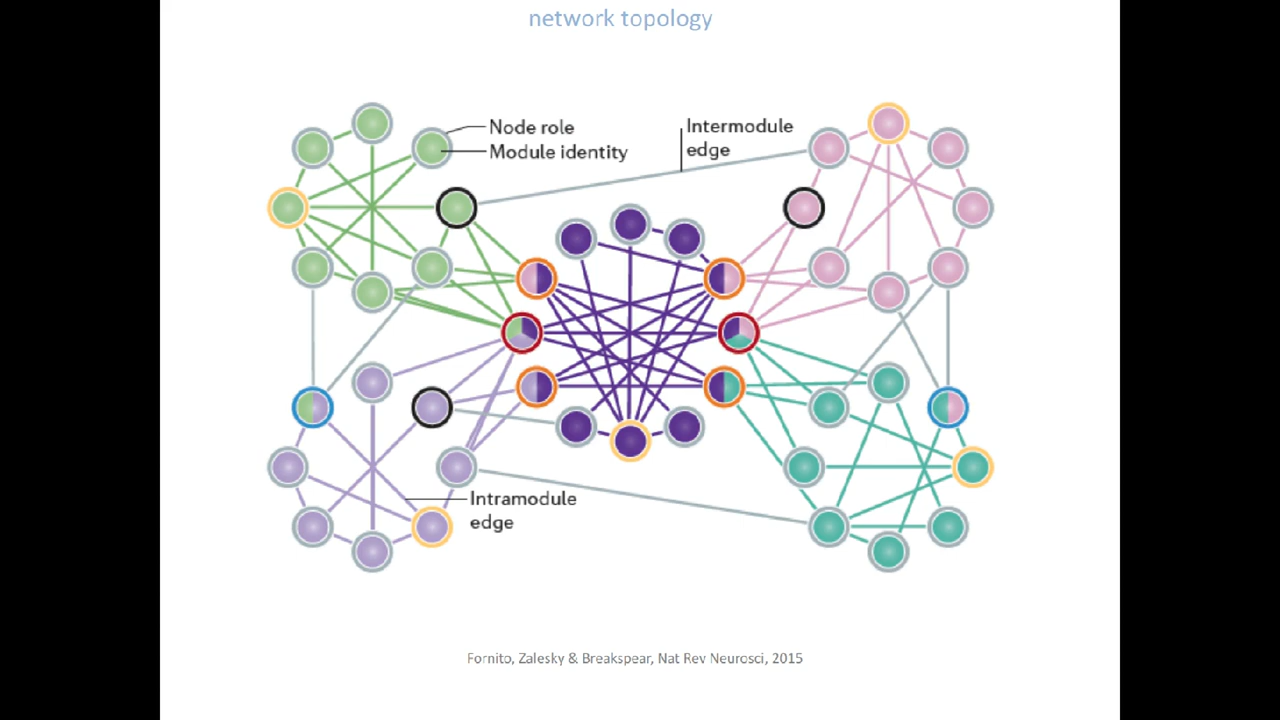 network topology
Node role
Module identity
Intermodule
edge
Intramodule
edge
Fornito, Zalesky & Breakspear, Nat Rev Neurosci, 2015